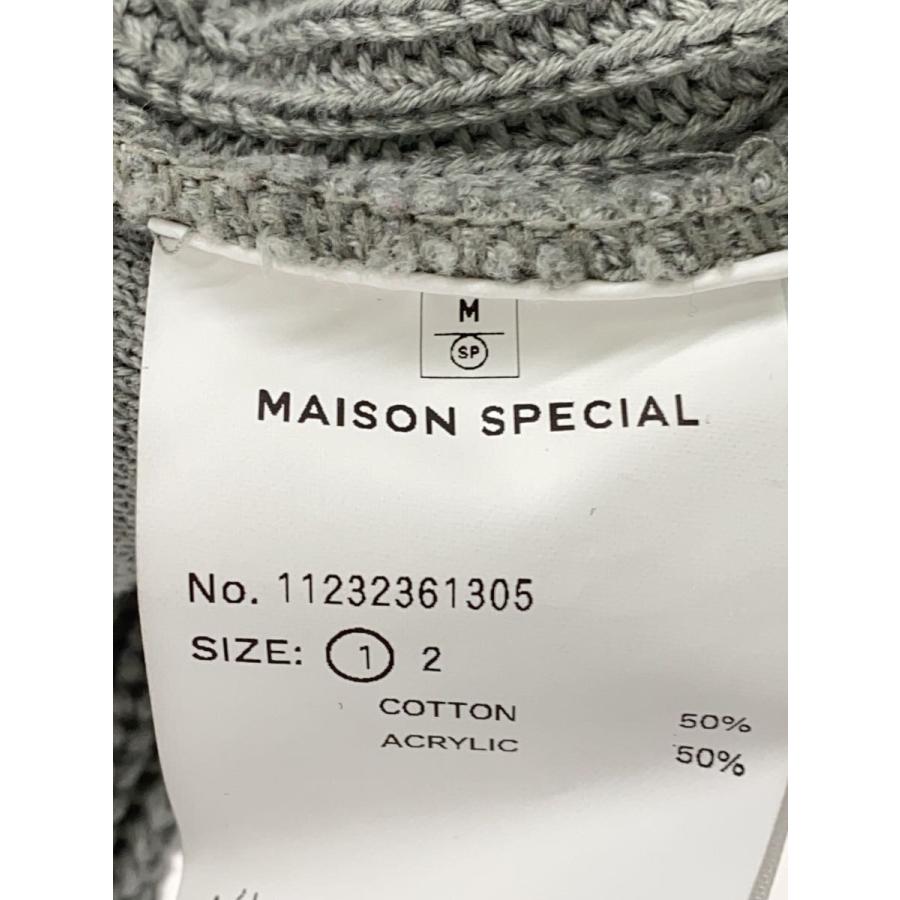 M
SP
MAISON SPECIAL
No. 11232361305
SIZE: 1 2
COTTON 50%
ACRYLIC 50%